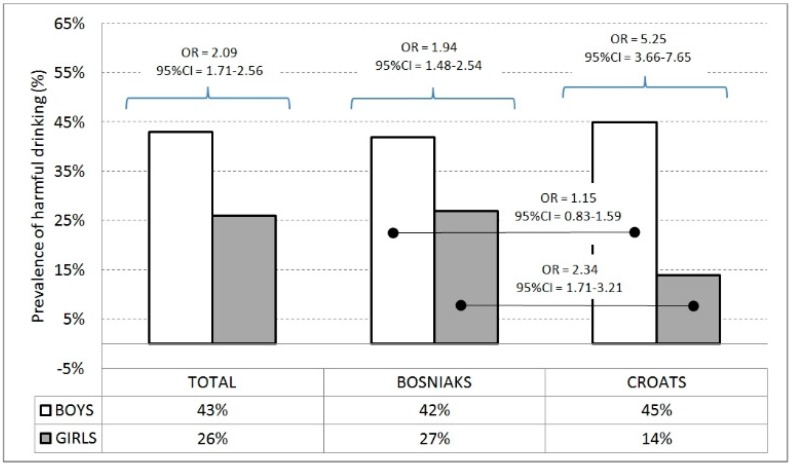 65%
55%
45%
35%
25%
15%
5%
-5%
Prevalence of harmful drinking (%)
OR = 2.09
95%CI = 1.71-2.56
OR = 1.94
95%CI = 1.48-2.54
OR = 5.25
95%CI = 3.66-7.65
OR = 1.15
95%CI = 0.83-1.59
OR = 2.34
95%CI = 1.71-3.21
TOTAL BOSNIAKS CROATS
BOYS 43% 42% 45%
GIRLS 26% 27% 14%